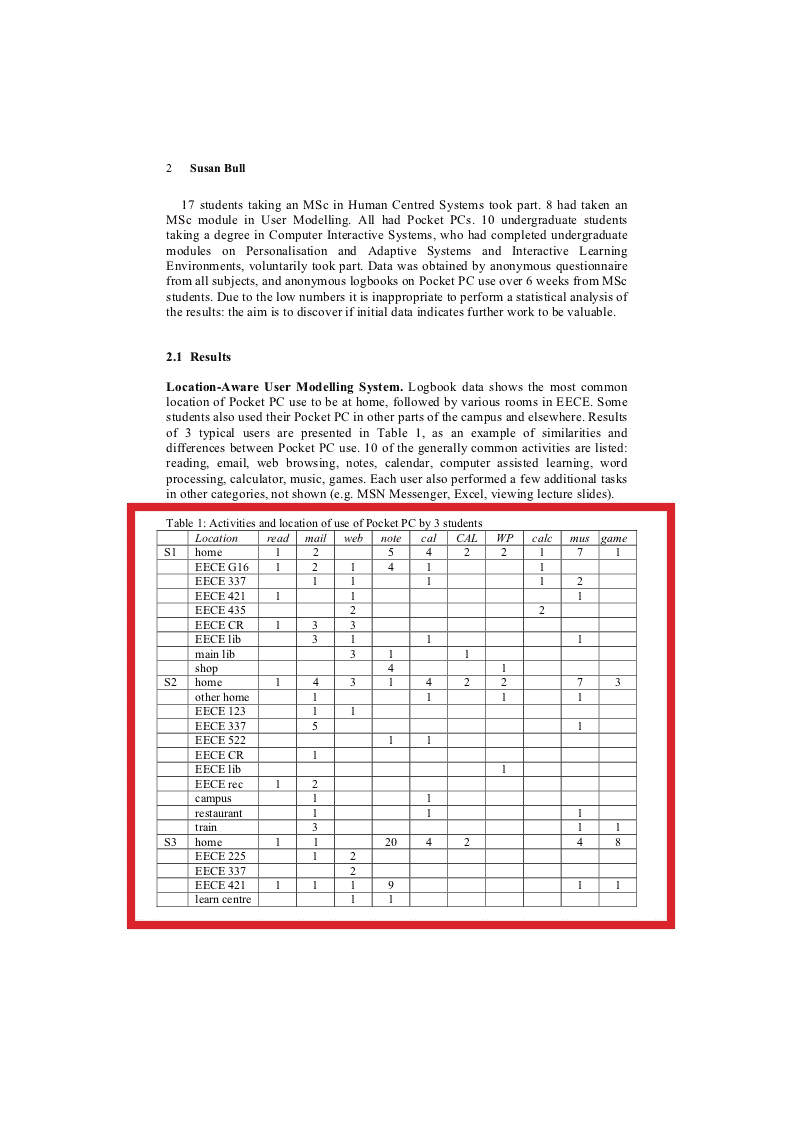 2 Susan Bull
17 students taking an MSc in Human Centred Systems took part. 8 had taken an
MSc module in User Modelling. All had Pocket PCs. 10 undergraduate students
taking a degree in Computer Interactive Systems, who had completed undergraduate
modules on Personalisation and Adaptive Systems and Interactive Learning
Environments, voluntarily took part. Data was obtained by anonymous questionnaire
from all subjects, and anonymous logbooks on Pocket PC use over 6 weeks from MSc
students. Due to the low numbers it is inappropriate to perform a statistical analysis of
the results: the aim is to discover if initial data indicates further work to be valuable.
2.1 Results
Location-Aware User Modelling System. Logbook data shows the most common
location of Pocket PC use to be at home, followed by various rooms in EECE. Some
students also used their Pocket PC in other parts of the campus and elsewhere. Results
of 3 typical users are presented in Table 1, as an example of similarities and
differences between Pocket PC use. 10 of the generally common activities are listed:
reading, email, web browsing, notes, calendar, computer assisted learning, word
processing, calculator, music, games. Each user also performed a few additional tasks
in other categories, not shown (e.g. MSN Messenger, Excel, viewing lecture slides).
Table 1: Activities and location of use of Pocket PC by 3 students
Location read mail web note cal CAL WP calc mus game
S1 home 1 2 5 4 2 2 1 7 1
EECE G16 1 2 1 4 1 1
EECE 337 1 1 1 1 2
EECE 421 1 1 1
EECE 435 2 2
EECE CR 1 3 3
EECE lib 3 1 1 1
main lib 3 1 1
shop 4 1
S2 home 1 4 3 1 4 2 2 7 3
other home 1 1 1 1
EECE 123 1 1
EECE 337 5 1
EECE 522 1 1
EECE CR 1
EECE lib 1
EECE rec 1 2
campus 1 1
restaurant 1 1 1
train 3 1 1
S3 home 1 1 20 4 2 4 8
EECE 225 1 2
EECE 337 2
EECE 421 1 1 1 9 1 1
learn centre 1 1